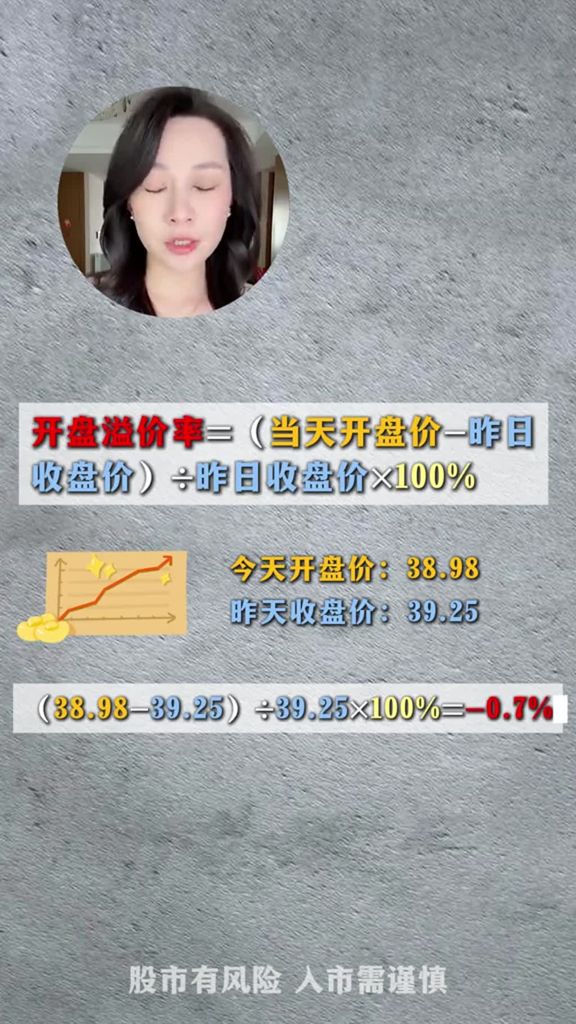 开盘溢价率=（当天开盘价-昨日
收盘价）÷昨日收盘价×100%
今天开盘价：38.98
昨天收盘价：39.25
（38.98-39.25）÷39.25×100%=-0.7%
股市有风险 入市需谨慎